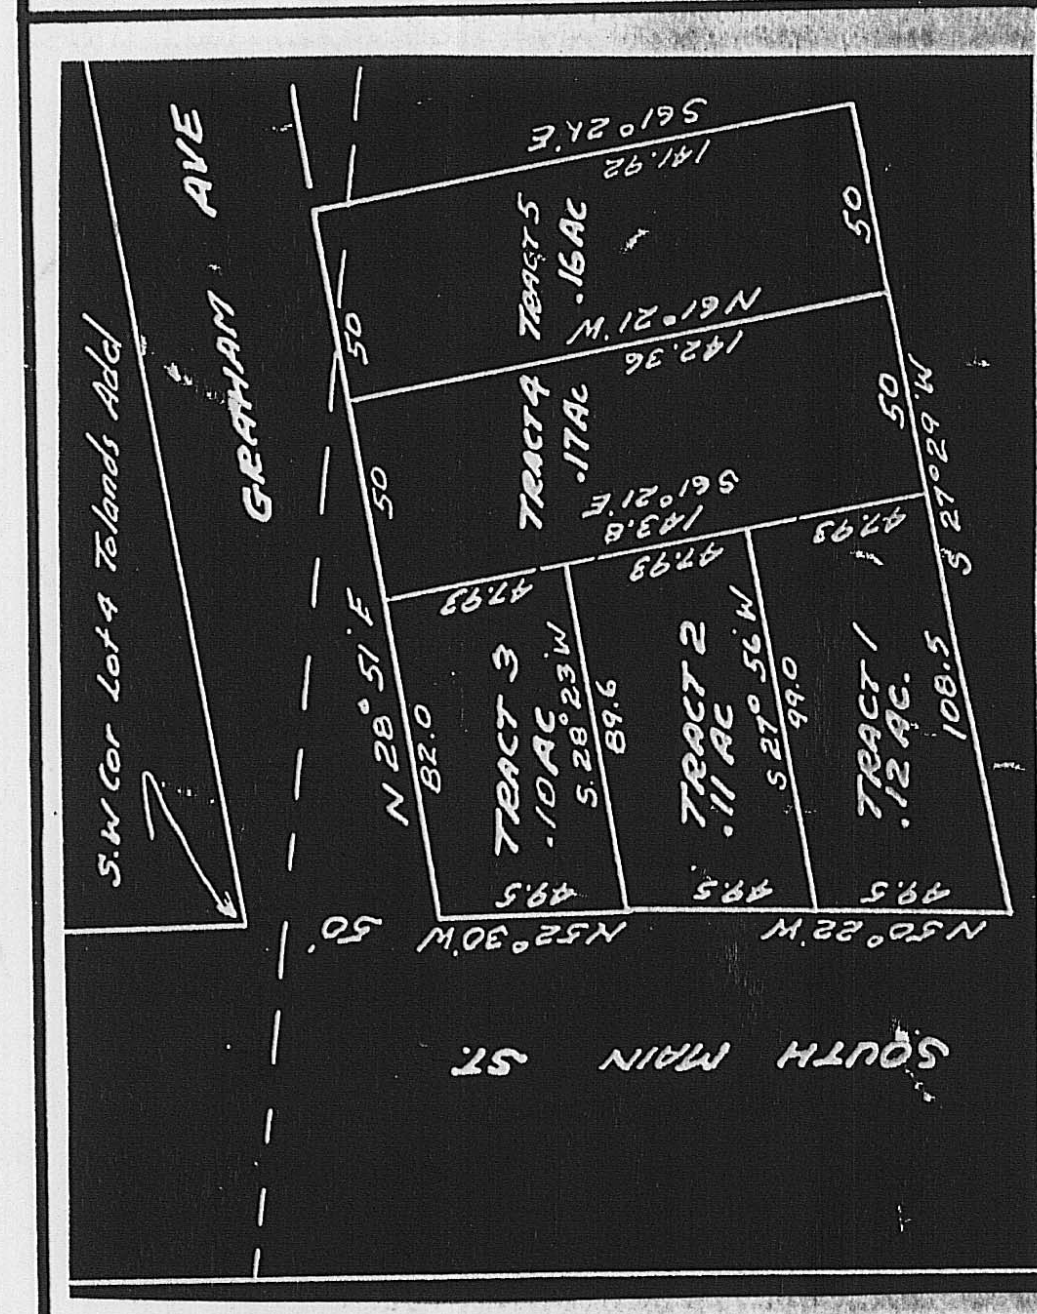 S.W Cor Lot 4 Tolands Add
GRAHAM AVE
S 61° 21' E
141.92
TRACT 5
.16 AC
50
50
N 61° 21' W
142.36
TRACT 4
.17 AC
50
50
S 61° 21' E
143.8
47.93
47.93
47.93
N 28° 51' E
82.0
TRACT 3
.10 AC
S. 28° 23' W
89.6
TRACT 2
.11 AC
S 27° 56' W
99.0
TRACT 1
.12 AC.
108.5
S 27° 29' W
49.5
49.5
49.5
50'
N 52° 30' W
N 50° 22' W
SOUTH MAIN ST.